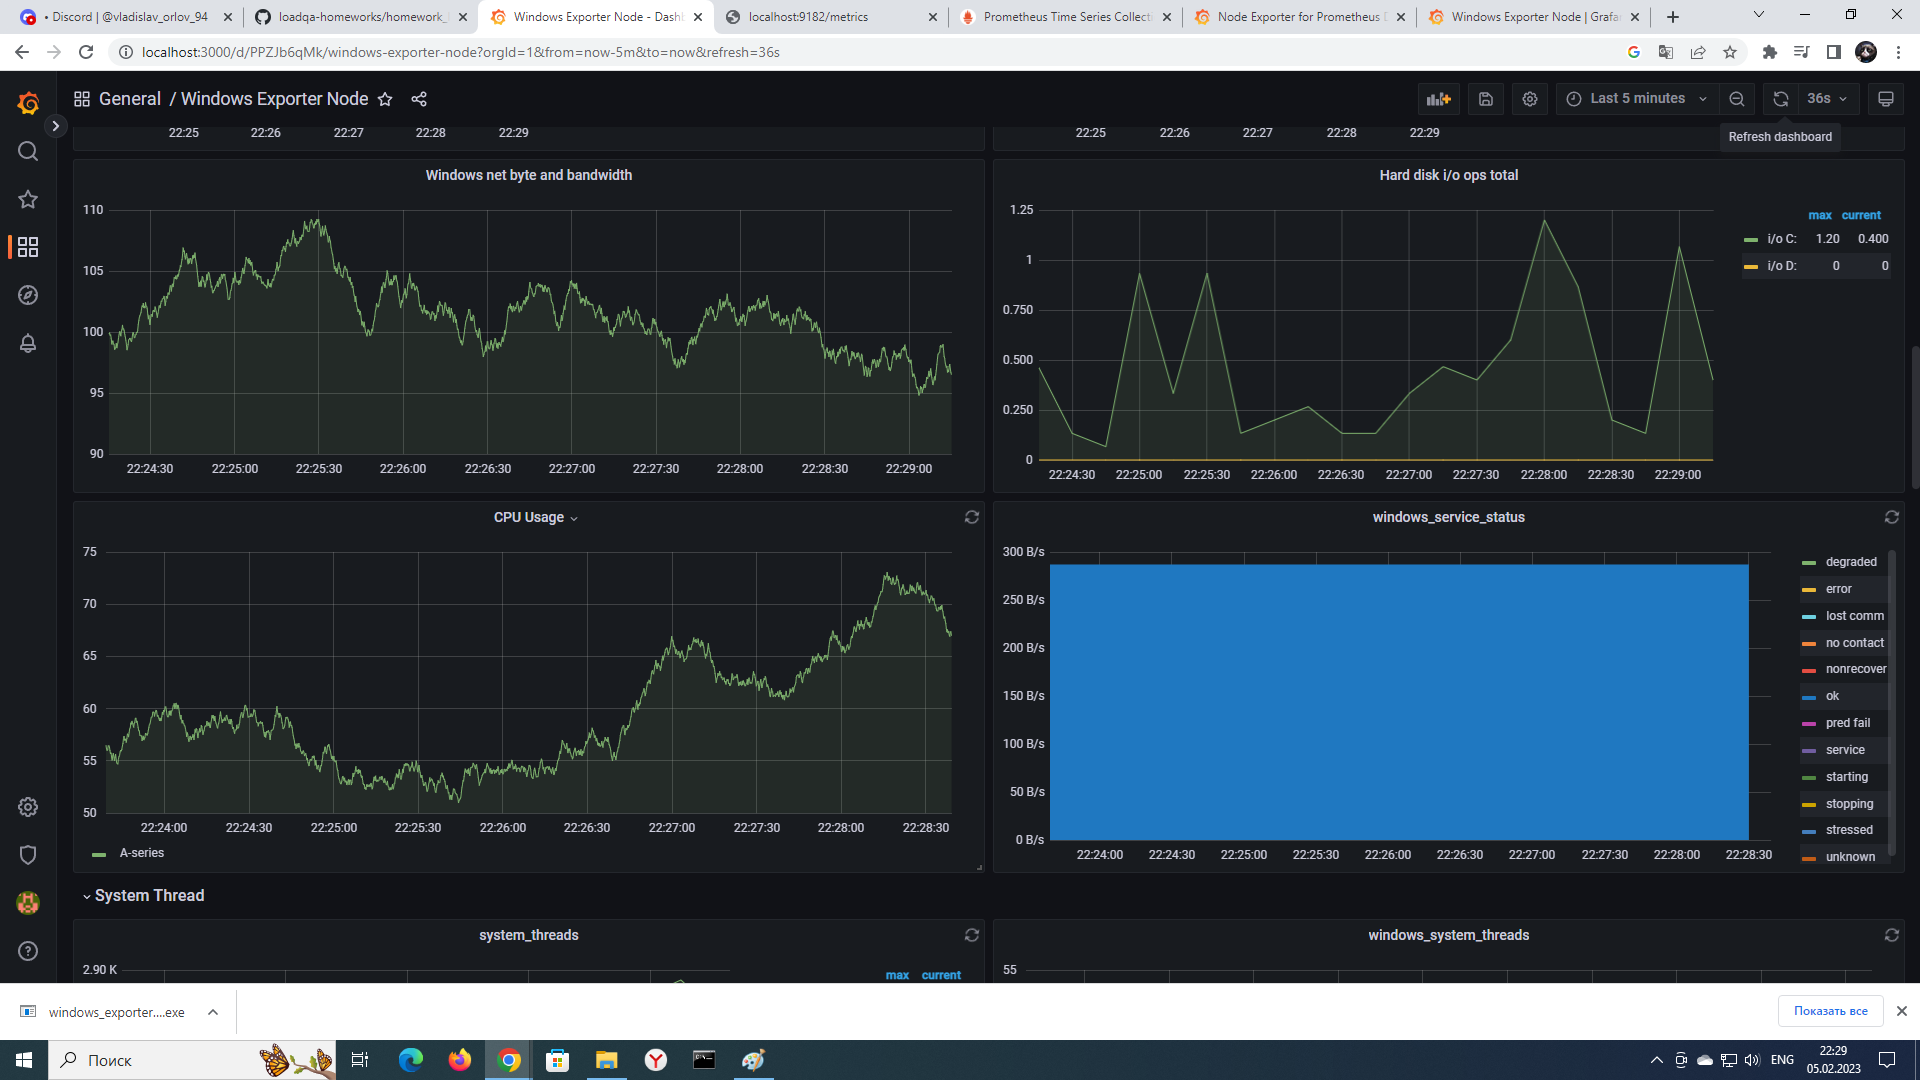 • Discord | @vladislav_orlov_94
loadqa-homeworks/homework_
Windows Exporter Node - Dash
localhost:9182/metrics
Prometheus Time Series Collecti
Node Exporter for Prometheus D
Windows Exporter Node | Grafa
localhost:3000/d/PPZJb6qMk/windows-exporter-node?orgId=1&from=now-5m&to=now&refresh=36s
General / Windows Exporter Node
Last 5 minutes
36s
Refresh dashboard
22:25 22:26 22:27 22:28 22:29
22:25 22:26 22:27 22:28 22:29
Windows net byte and bandwidth
110
105
100
95
90
22:24:30 22:25:00 22:25:30 22:26:00 22:26:30 22:27:00 22:27:30 22:28:00 22:28:30 22:29:00
Hard disk i/o ops total
1.25
1
0.750
0.500
0.250
0
22:24:30 22:25:00 22:25:30 22:26:00 22:26:30 22:27:00 22:27:30 22:28:00 22:28:30 22:29:00
max current
i/o C: 1.20 0.400
i/o D: 0 0
CPU Usage
75
70
65
60
55
50
22:24:00 22:24:30 22:25:00 22:25:30 22:26:00 22:26:30 22:27:00 22:27:30 22:28:00 22:28:30
A-series
windows_service_status
300 B/s
250 B/s
200 B/s
150 B/s
100 B/s
50 B/s
0 B/s
22:24:00 22:24:30 22:25:00 22:25:30 22:26:00 22:26:30 22:27:00 22:27:30 22:28:00 22:28:30
degraded
error
lost comm
no contact
nonrecover
ok
pred fail
service
starting
stopping
stressed
unknown
System Thread
system_threads
2.90 K
max current
windows_system_threads
55
windows_exporter....exe
Показать все
Поиск
ENG
22:29
05.02.2023